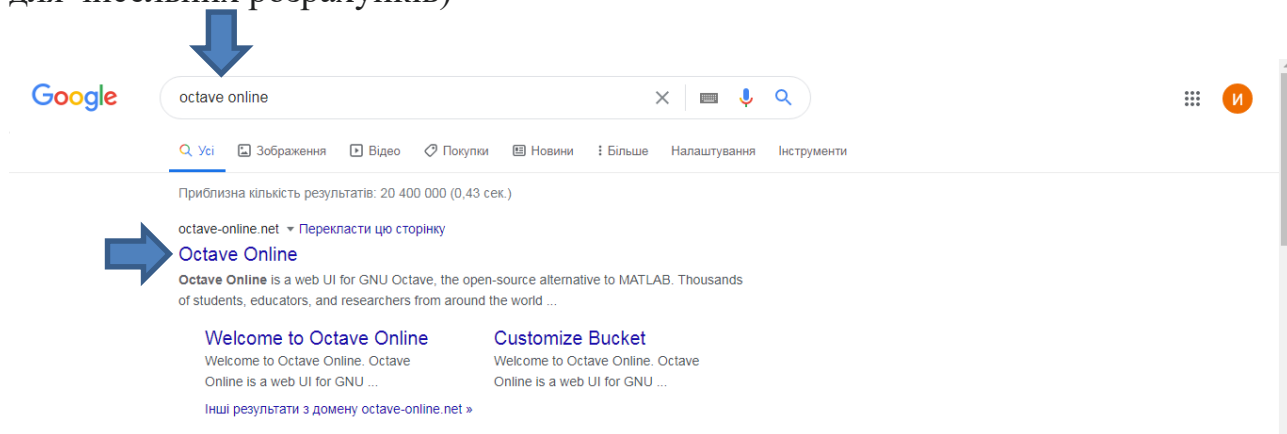 для чисельних розрахунків)
Google
octave online
И
Усі Зображення Відео Покупки Новини Більше Налаштування Інструменти
Приблизна кількість результатів: 20 400 000 (0,43 сек.)
octave-online.net Перекласти цю сторінку
Octave Online
Octave Online is a web UI for GNU Octave, the open-source alternative to MATLAB. Thousands
of students, educators, and researchers from around the world ...
Welcome to Octave Online
Welcome to Octave Online. Octave
Online is a web UI for GNU ...
Customize Bucket
Welcome to Octave Online. Octave
Online is a web UI for GNU ...
Інші результати з домену octave-online.net »